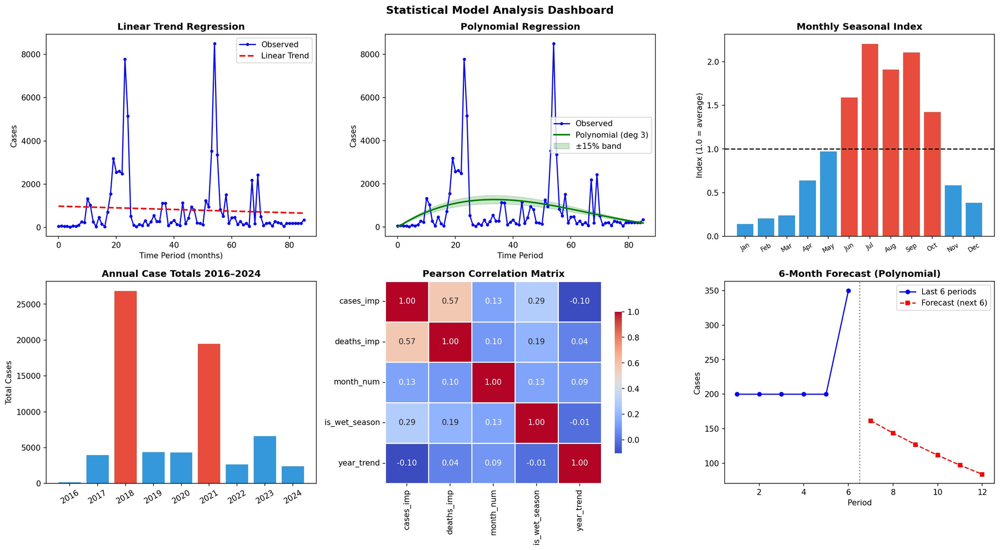 Statistical Model Analysis Dashboard
Linear Trend Regression
Observed
Linear Trend
Cases
8000
6000
4000
2000
0
0 20 40 60 80
Time Period (months)
Polynomial Regression
Observed
Polynomial (deg 3)
±15% band
Cases
8000
6000
4000
2000
0
0 20 40 60 80
Time Period
Monthly Seasonal Index
Index (1.0 = average)
2.0
1.5
1.0
0.5
0.0
Jan Feb Mar Apr May Jun Jul Aug Sep Oct Nov Dec
Annual Case Totals 2016–2024
Total Cases
25000
20000
15000
10000
5000
0
2016 2017 2018 2019 2020 2021 2022 2023 2024
Pearson Correlation Matrix
cases_imp 1.00 0.57 0.13 0.29 -0.10
deaths_imp 0.57 1.00 0.10 0.19 0.04
month_num 0.13 0.10 1.00 0.13 0.09
is_wet_season 0.29 0.19 0.13 1.00 -0.01
year_trend -0.10 0.04 0.09 -0.01 1.00
cases_imp deaths_imp month_num is_wet_season year_trend
1.0
0.8
0.6
0.4
0.2
0.0
6-Month Forecast (Polynomial)
Last 6 periods
Forecast (next 6)
Cases
350
300
250
200
150
100
2 4 6 8 10 12
Period